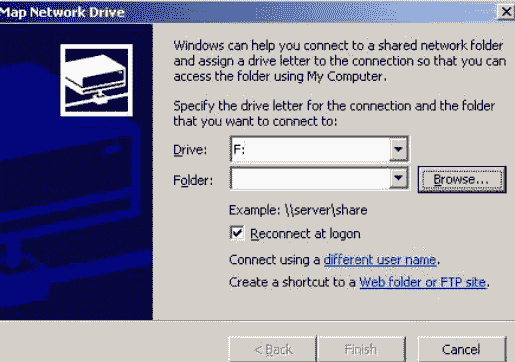 Map Network Drive
Windows can help you connect to a shared network folder
and assign a drive letter to the connection so that you can
access the folder using My Computer.
Specify the drive letter for the connection and the folder
that you want to connect to:
Drive: F:
Folder: Browse...
Example: \\server\share
Reconnect at logon
Connect using a different user name.
Create a shortcut to a Web folder or FTP site.
< Back Finish Cancel